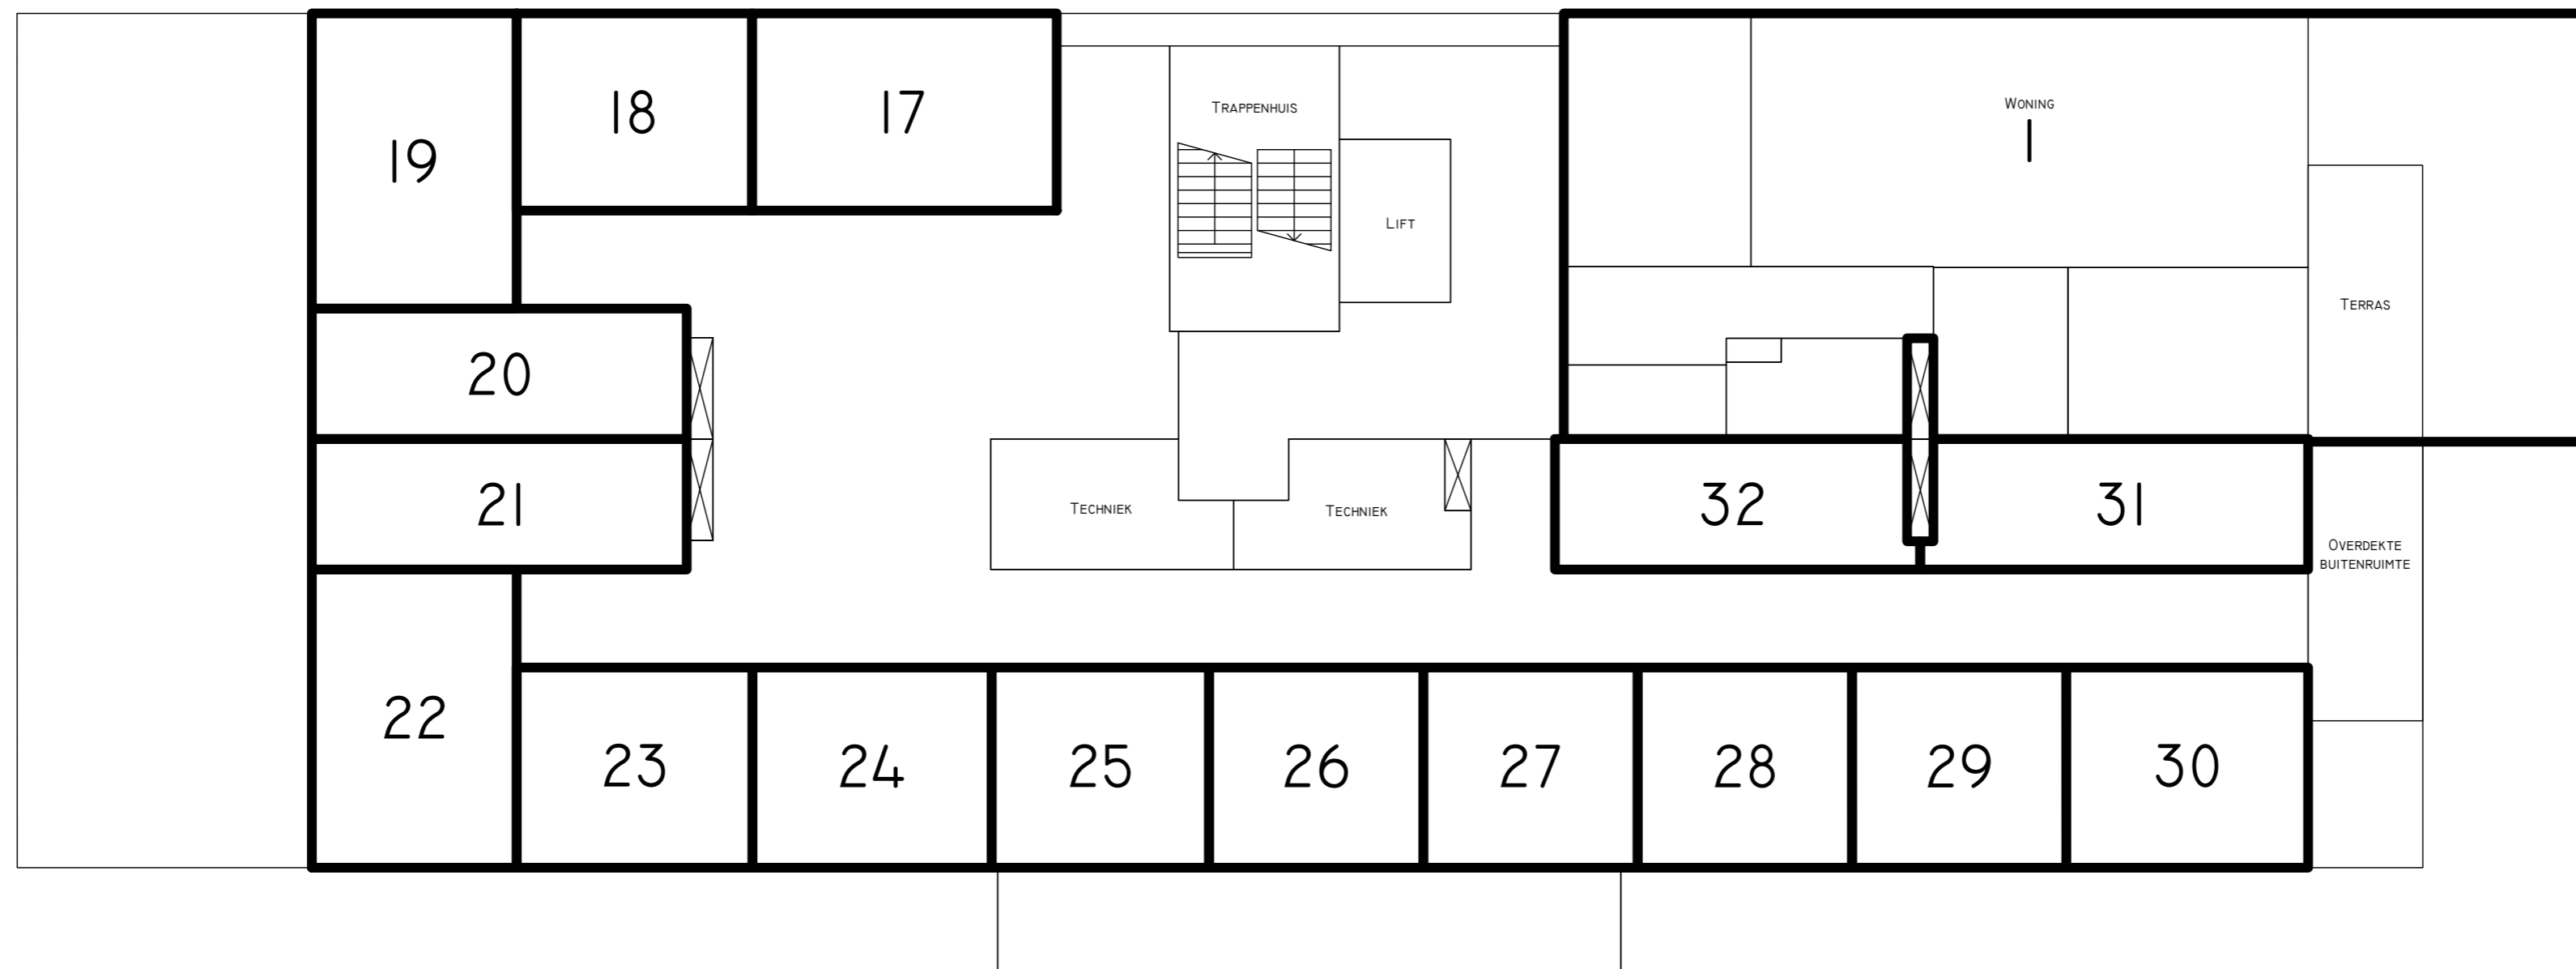 19
18
17
Trappenhuis
Lift
Woning
1
Terras
20
21
Techniek
Techniek
32
31
Overdekte
buitenruimte
22
23
24
25
26
27
28
29
30